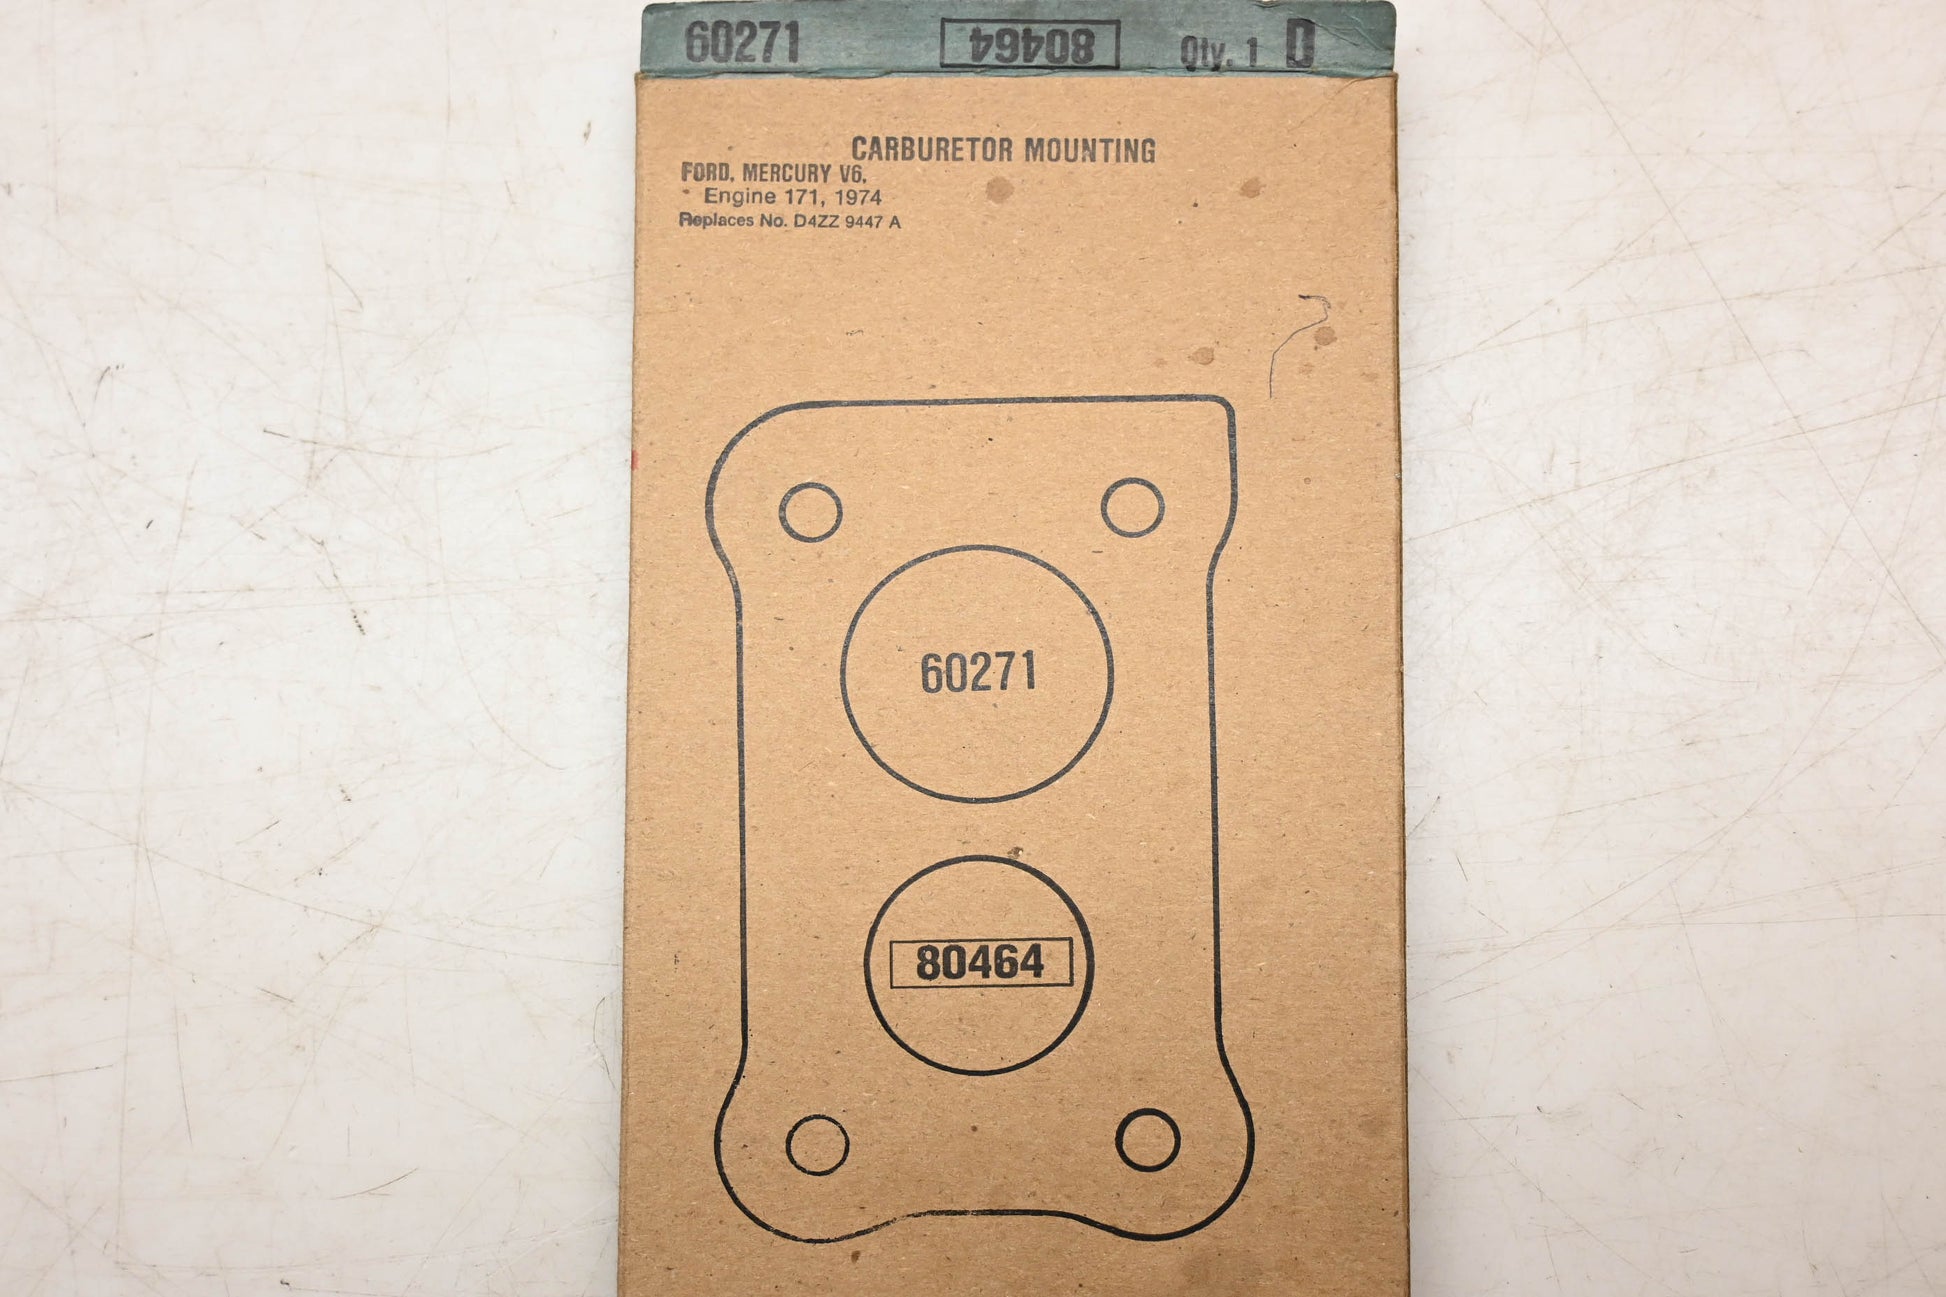 60271 80464 Qty. 1 D
CARBURETOR MOUNTING
FORD, MERCURY V6,
Engine 171, 1974
Replaces No. D4ZZ 9447 A
60271
80464